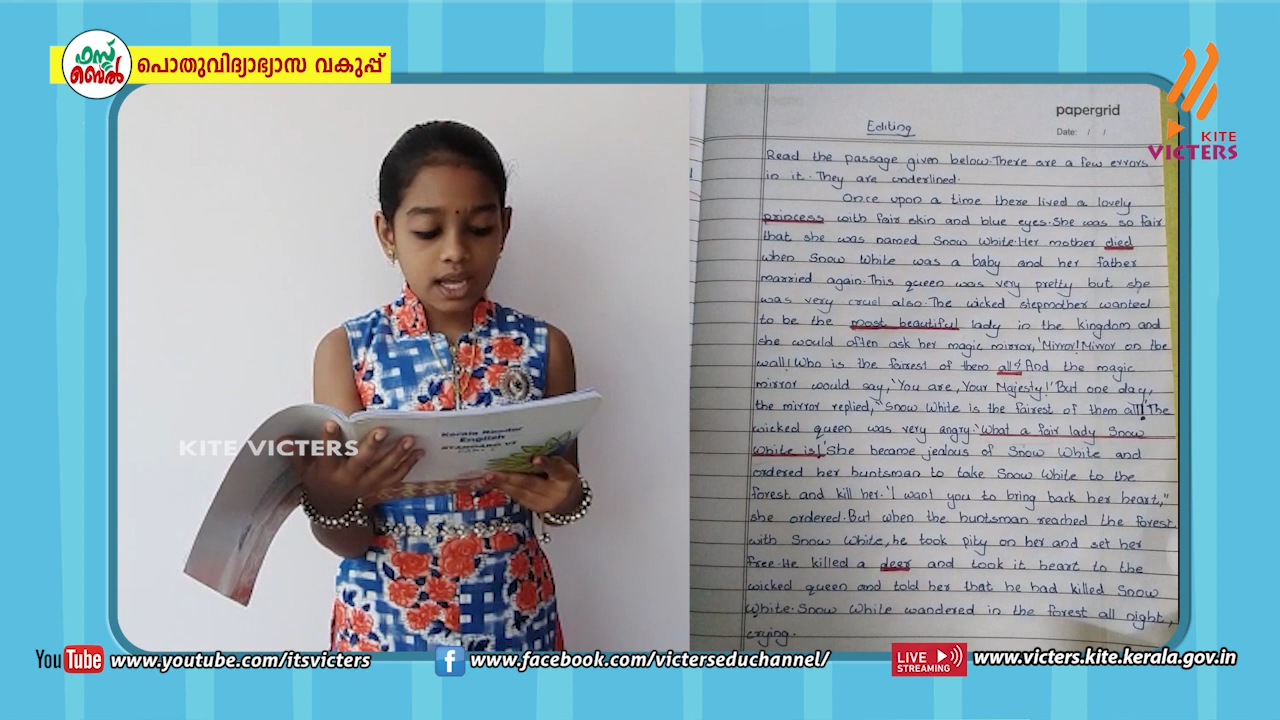 ഫസ്റ്റ്
ബെൽ
പൊതുവിദ്യാഭ്യാസ വകുപ്പ്
KITE
VICTERS
KITE VICTERS
Kerala Reader
English
STANDARD VI
papergrid
Date: / /
Editing
Read the passage given below. There are a few errors
in it. They are underlined.
Once upon a time there lived a lovely
princess with fair skin and blue eyes. She was so fair
that she was named Snow White. Her mother died
when Snow White was a baby and her father
married again. This queen was very pretty but she
was very cruel also. The wicked stepmother wanted
to be the most beautiful lady in the kingdom and
she would often ask her magic mirror, 'Mirror! Mirror on the
wall! Who is the fairest of them all?' And the magic
mirror would say, 'You are, Your Majesty!' But one day,
the mirror replied, "Snow White is the fairest of them all!' The
wicked queen was very angry. 'What a fair lady Snow
White is!' She became jealous of Snow White and
ordered her huntsman to take Snow White to the
forest and kill her. 'I want you to bring back her heart,"
she ordered. But when the huntsman reached the forest
with Snow White, he took pity on her and set her
free. He killed a deer and took it heart to the
wicked queen and told her that he had killed Snow
White. Snow White wandered in the forest all night,
crying.
YouTube www.youtube.com/itsvicters
f www.facebook.com/victerseduchannel/
LIVE
STREAMING
www.victers.kite.kerala.gov.in